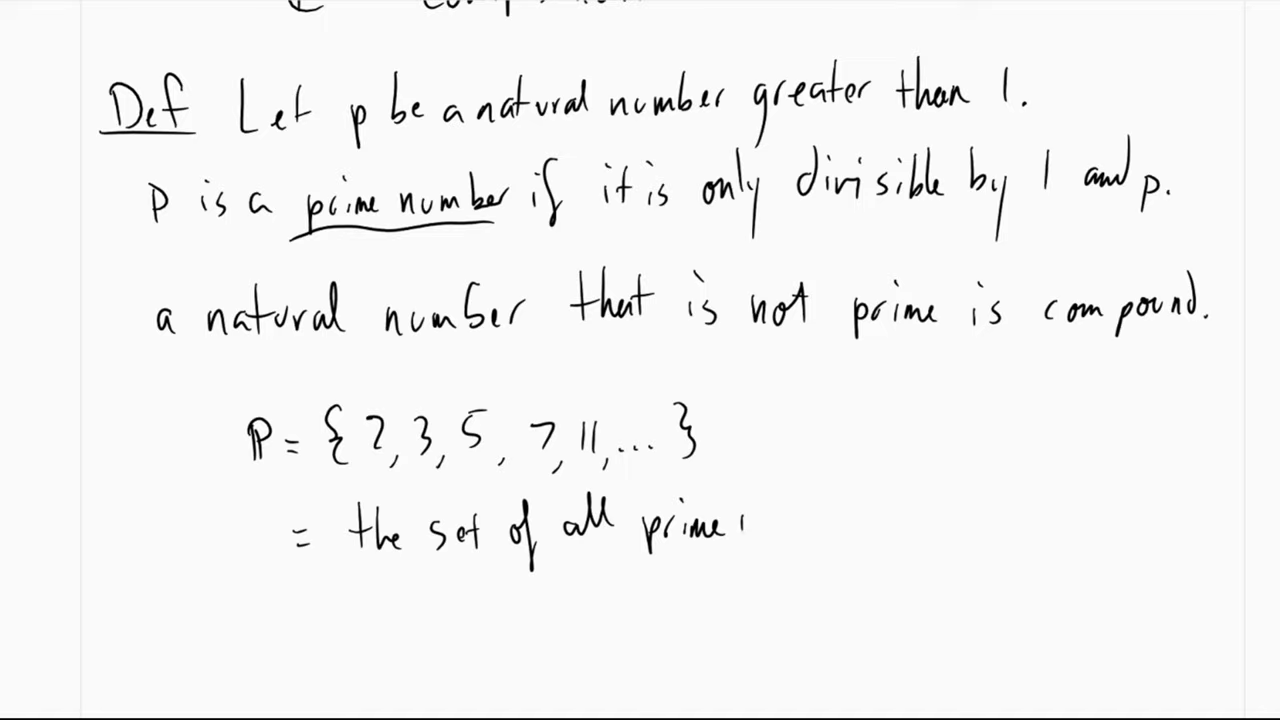 Def Let p be a natural number greater than 1.
p is a prime number if it is only divisible by 1 and p.
a natural number that is not prime is compound.
ℙ = { 2, 3, 5, 7, 11, ... }
= the set of all prime